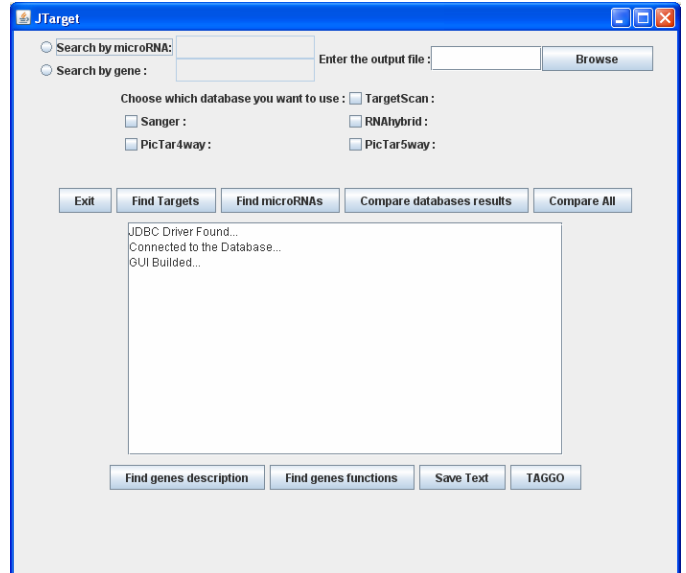 JTarget
Search by microRNA:
Enter the output file :
Browse
Search by gene :
Choose which database you want to use :
TargetScan :
Sanger :
RNAhybrid :
PicTar4way :
PicTar5way :
Exit
Find Targets
Find microRNAs
Compare databases results
Compare All
JDBC Driver Found...
Connected to the Database...
GUI Builded...
Find genes description
Find genes functions
Save Text
TAGGO